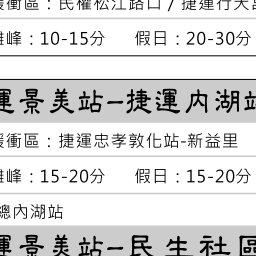 緩衝區：民權松江路口 / 捷運行天宮
離峰：10-15分 假日：20-30分
運景美站-捷運內湖站
緩衝區：捷運忠孝敦化站-新益里
離峰：15-20分 假日：15-20分
總內湖站
運景美站-民生社區